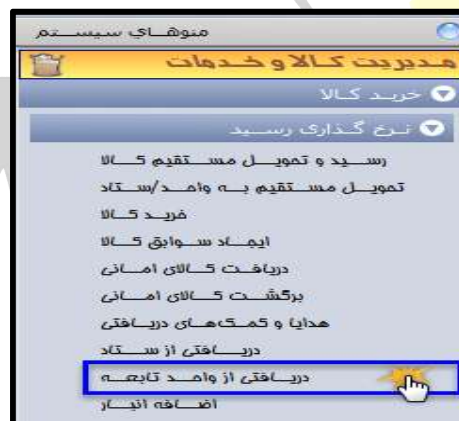 منوهای سیستم
مدیریت کالا و خدمات
خرید کالا
نرخ گذاری رسید
رسید و تحویل مستقیم کالا
تحویل مستقیم به واحد/ستاد
خرید کالا
ایجاد سوابق کالا
دریافت کالای امانی
برگشت کالای امانی
هدایا و کمک‌های دریافتی
دریافتی از ستاد
دریافتی از واحد تابعه
اضافه انبار